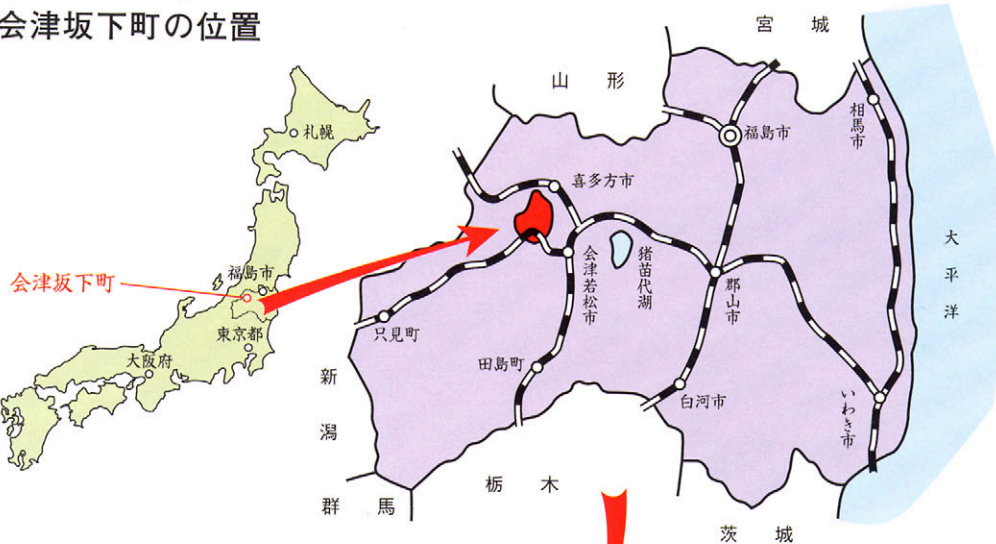 会津坂下町の位置
札幌
福島市
会津坂下町
東京都
大阪府
宮城
山形
相馬市
福島市
喜多方市
大平洋
会津若松市
猪苗代湖
郡山市
只見町
田島町
白河市
いわき市
新潟
栃木
群馬
茨城